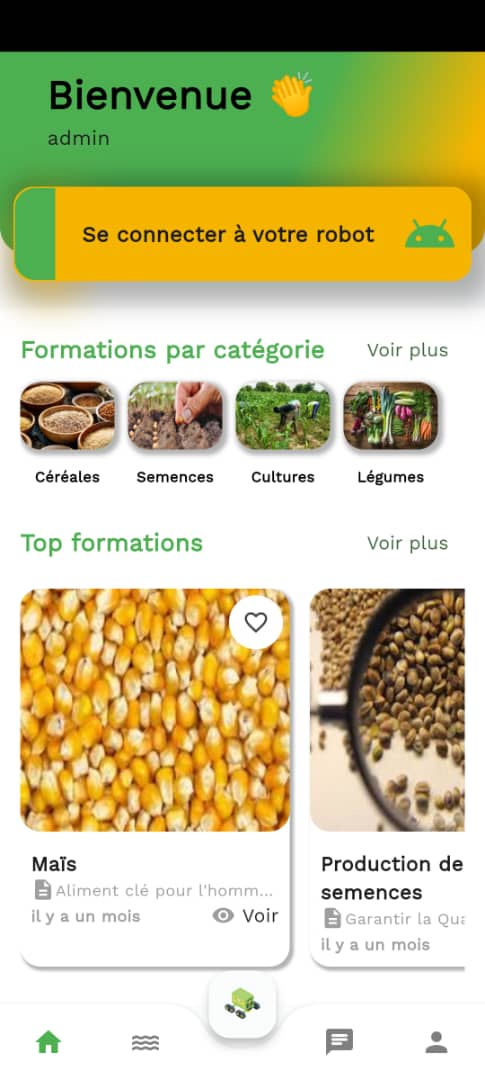 Bienvenue 👏
admin
Se connecter à votre robot
Formations par catégorie Voir plus
Céréales Semences Cultures Légumes
Top formations Voir plus
Maïs
Aliment clé pour l'homm...
il y a un mois Voir
Production de
semences
Garantir la Qua
il y a un mois